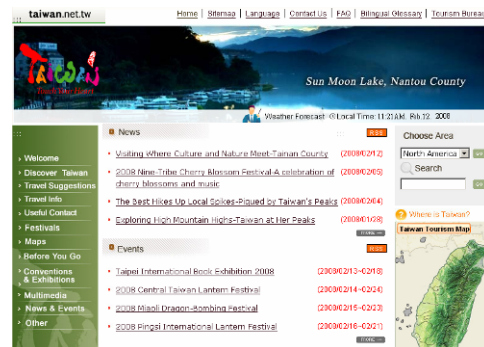 taiwan.net.tw
Home | Sitemap | Language | Contact Us | FAQ | Bilingual Glossary | Tourism Bureau
TAIWAN
Touch Your Heart
Sun Moon Lake, Nantou County
Weather Forecast Local Time: 11:21AM Feb.12 2008
News
RSS
Visiting Where Culture and Nature Meet-Tainan County (2008/02/12)
2008 Nine-Tribe Cherry Blossom Festival-A celebration of (2008/02/05)
cherry blossoms and music
The Best Hikes Up Local Spikes-Piqued by Taiwan's Peaks (2008/02/04)
Exploring High Mountain Highs-Taiwan at Her Peaks (2008/01/28)
more
Events
RSS
Taipei International Book Exhibition 2008 (2008/02/13~02/18)
2008 Central Taiwan Lantern Festival (2008/02/14~02/24)
2008 Miaoli Dragon-Bombing Festival (2008/02/15~02/23)
2008 Pingsi International Lantern Festival (2008/02/16~02/21)
more
Welcome
Discover Taiwan
Travel Suggestions
Travel Info
Useful Contact
Festivals
Maps
Before You Go
Conventions
& Exhibitions
Multimedia
News & Events
Other
Choose Area
North America
Search
Where is Taiwan?
Taiwan Tourism Map